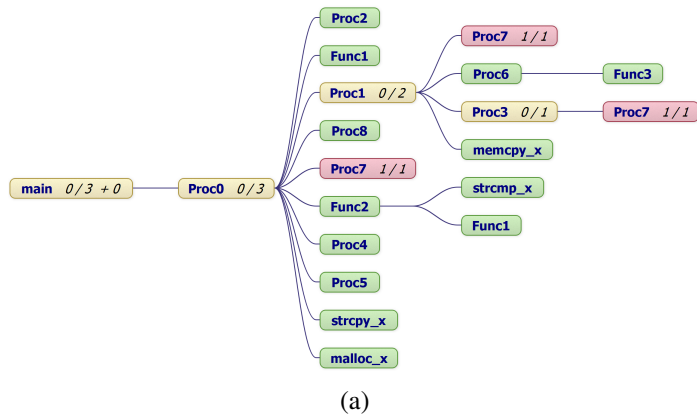 Proc2
Proc7 1/1
Func1
Proc6
Func3
Proc1 0/2
Proc3 0/1
Proc7 1/1
Proc8
memcpy_x
Proc7 1/1
main 0/3 +0
Proc0 0/3
strcmp_x
Func2
Func1
Proc4
Proc5
strcpy_x
malloc_x
(a)